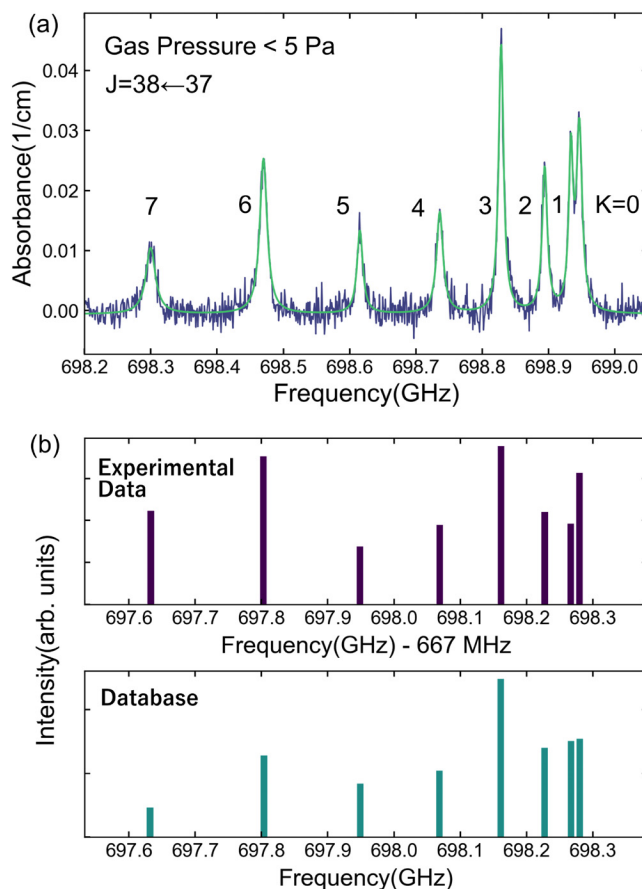 (a)
Gas Pressure < 5 Pa
J=38←37
0.04
0.03
0.02
0.01
0.00
Absorbance(1/cm)
7 6 5 4 3 2 1 K=0
698.2 698.3 698.4 698.5 698.6 698.7 698.8 698.9 699.0
Frequency(GHz)
(b)
Experimental
Data
697.6 697.7 697.8 697.9 698.0 698.1 698.2 698.3
Frequency(GHz) - 667 MHz
Intensity(arb. units)
Database
697.6 697.7 697.8 697.9 698.0 698.1 698.2 698.3
Frequency(GHz)